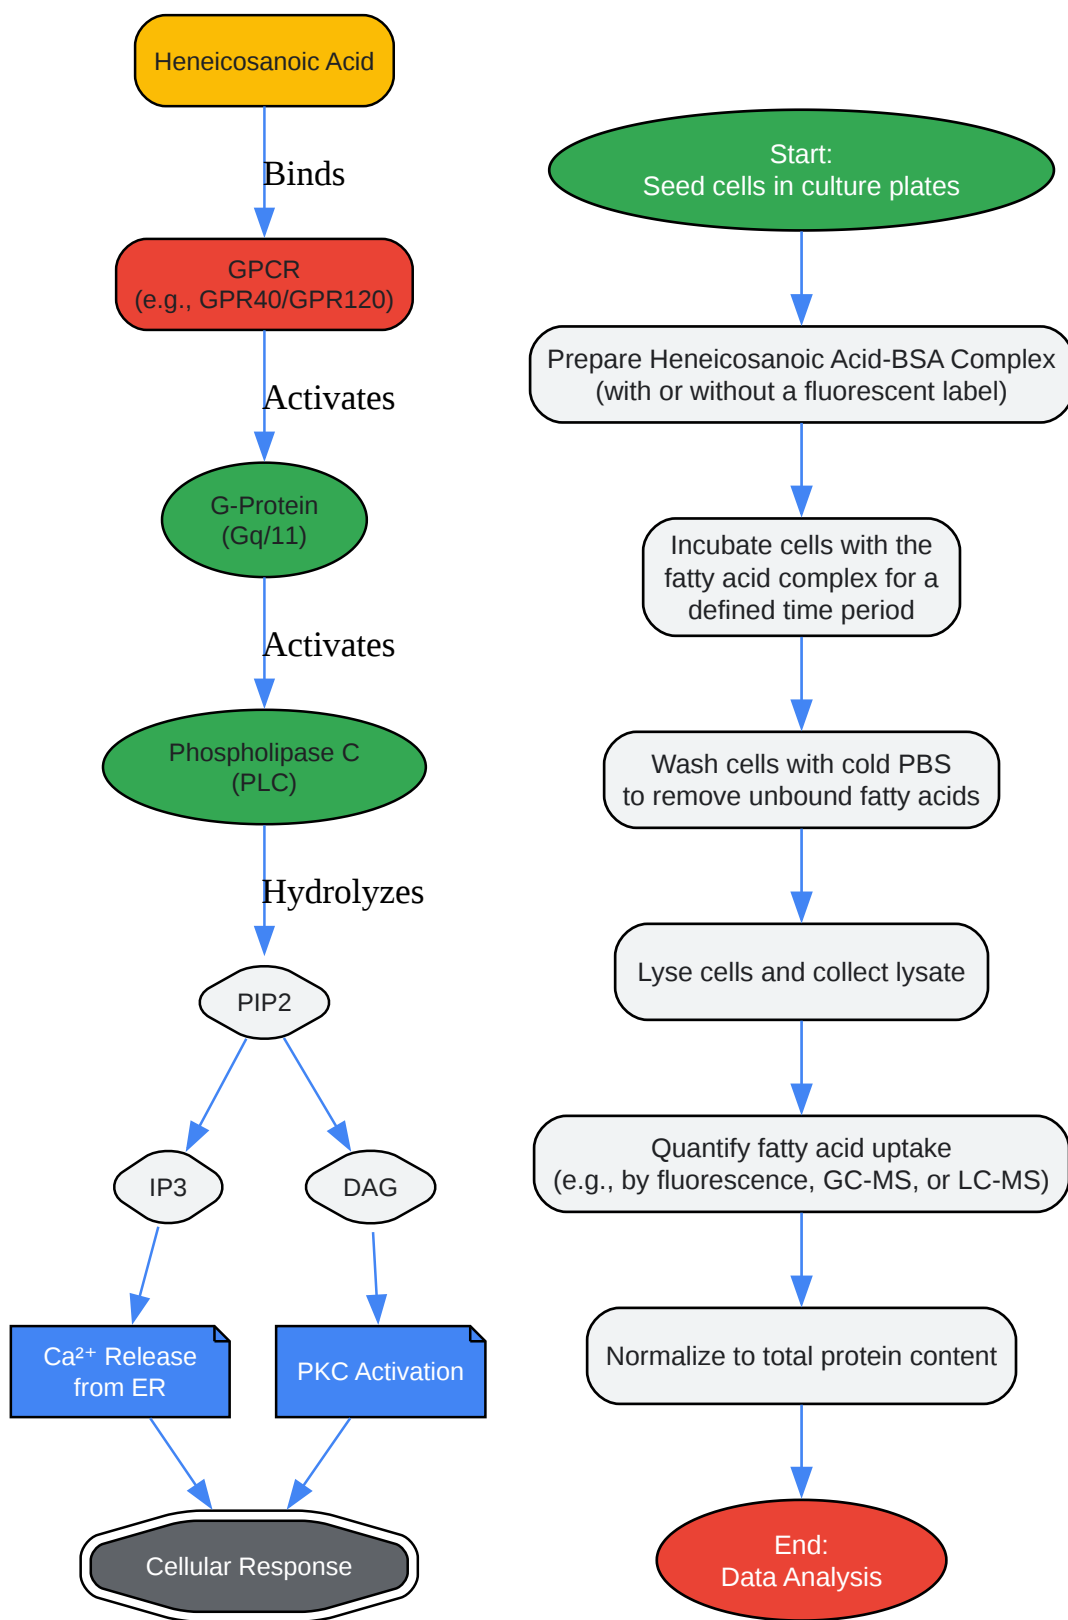 Heneicosanoic Acid
Binds
GPCR
(e.g., GPR40/GPR120)
Activates
G-Protein
(Gq/11)
Activates
Phospholipase C
(PLC)
Hydrolyzes
PIP2
IP3
DAG
Ca²⁺ Release
from ER
PKC Activation
Cellular Response
Start:
Seed cells in culture plates
Prepare Heneicosanoic Acid-BSA Complex
(with or without a fluorescent label)
Incubate cells with the
fatty acid complex for a
defined time period
Wash cells with cold PBS
to remove unbound fatty acids
Lyse cells and collect lysate
Quantify fatty acid uptake
(e.g., by fluorescence, GC-MS, or LC-MS)
Normalize to total protein content
End:
Data Analysis